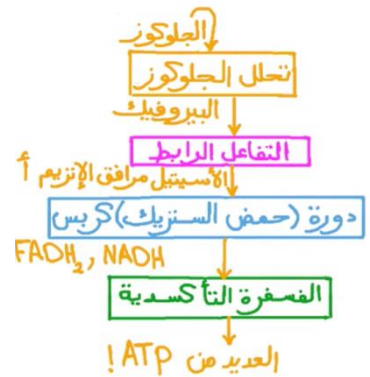 الجلوكوز
تحلل الجلوكوز
البيروفيك
التفاعل الرابط
الأسيتيل مرافق الإنزيم أ
دورة (حمض الستريك) كربس
FADH₂, NADH
الفسفرة التأكسدية
العديد من ATP!